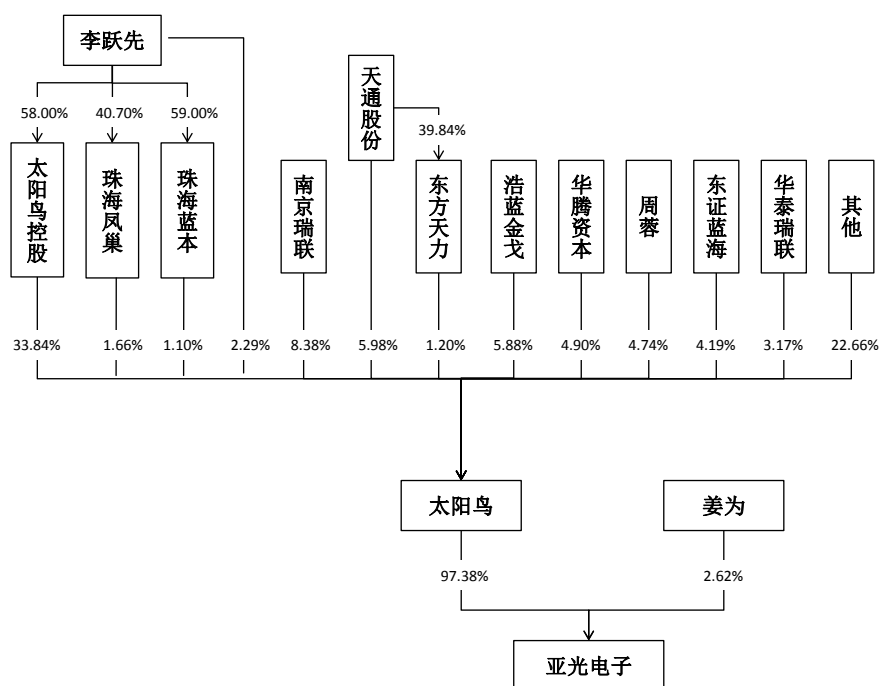 李跃先
天通股份
58.00%
40.70%
59.00%
39.84%
太阳鸟控股
珠海凤巢
珠海蓝本
南京瑞联
东方天力
浩蓝金戈
华腾资本
周蓉
东证蓝海
华泰瑞联
其他
33.84%
1.66%
1.10%
2.29%
8.38%
5.98%
1.20%
5.88%
4.90%
4.74%
4.19%
3.17%
22.66%
太阳鸟
姜为
97.38%
2.62%
亚光电子